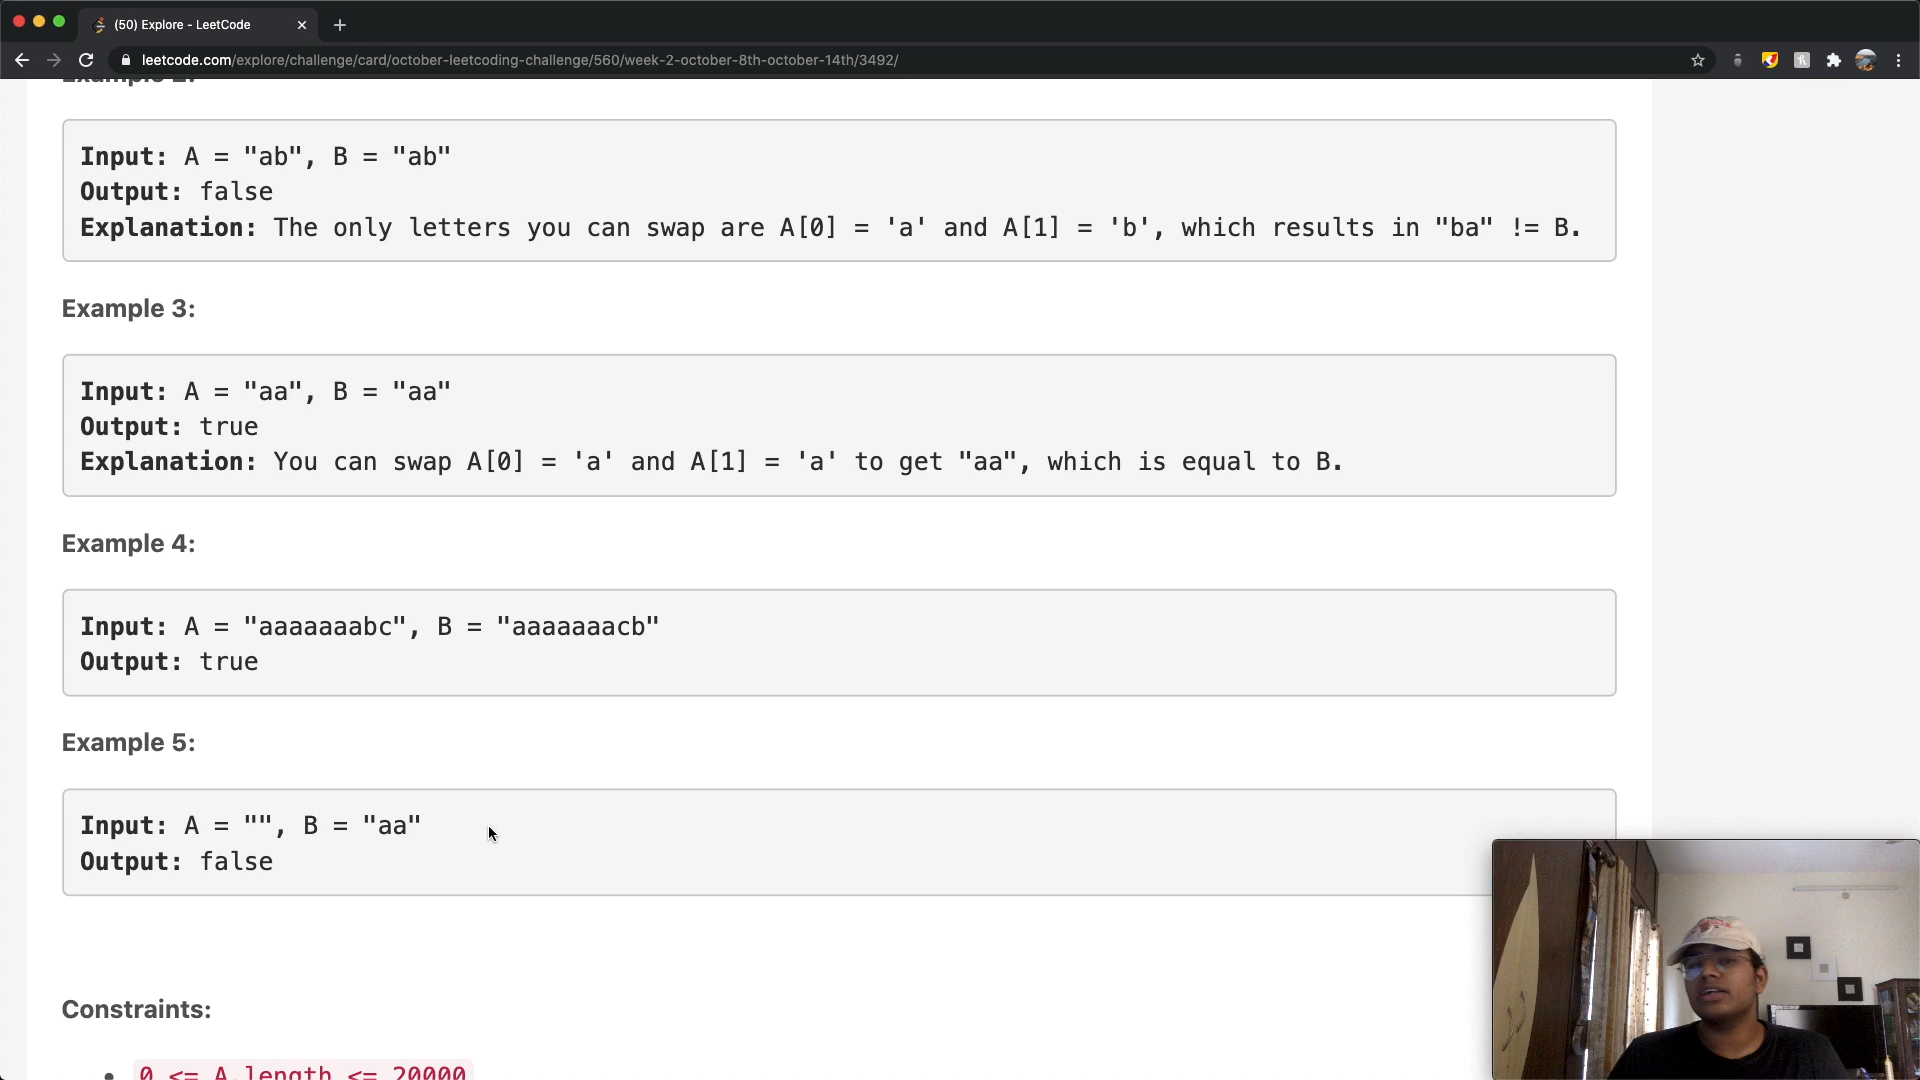 (50) Explore - LeetCode
leetcode.com/explore/challenge/card/october-leetcoding-challenge/560/week-2-october-8th-october-14th/3492/
Example 2:
Input: A = "ab", B = "ab"
Output: false
Explanation: The only letters you can swap are A[0] = 'a' and A[1] = 'b', which results in "ba" != B.
Example 3:
Input: A = "aa", B = "aa"
Output: true
Explanation: You can swap A[0] = 'a' and A[1] = 'a' to get "aa", which is equal to B.
Example 4:
Input: A = "aaaaaaabc", B = "aaaaaaacb"
Output: true
Example 5:
Input: A = "", B = "aa"
Output: false
Constraints:
0 <= A.length <= 20000